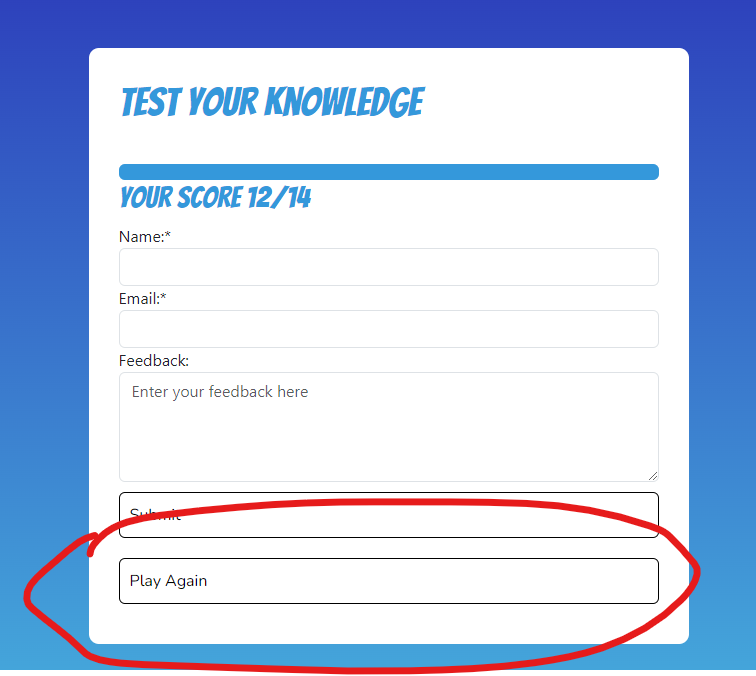 TEST YOUR KNOWLEDGE
YOUR SCORE 12/14
Name:*
Email:*
Feedback:
Enter your feedback here
Submit
Play Again